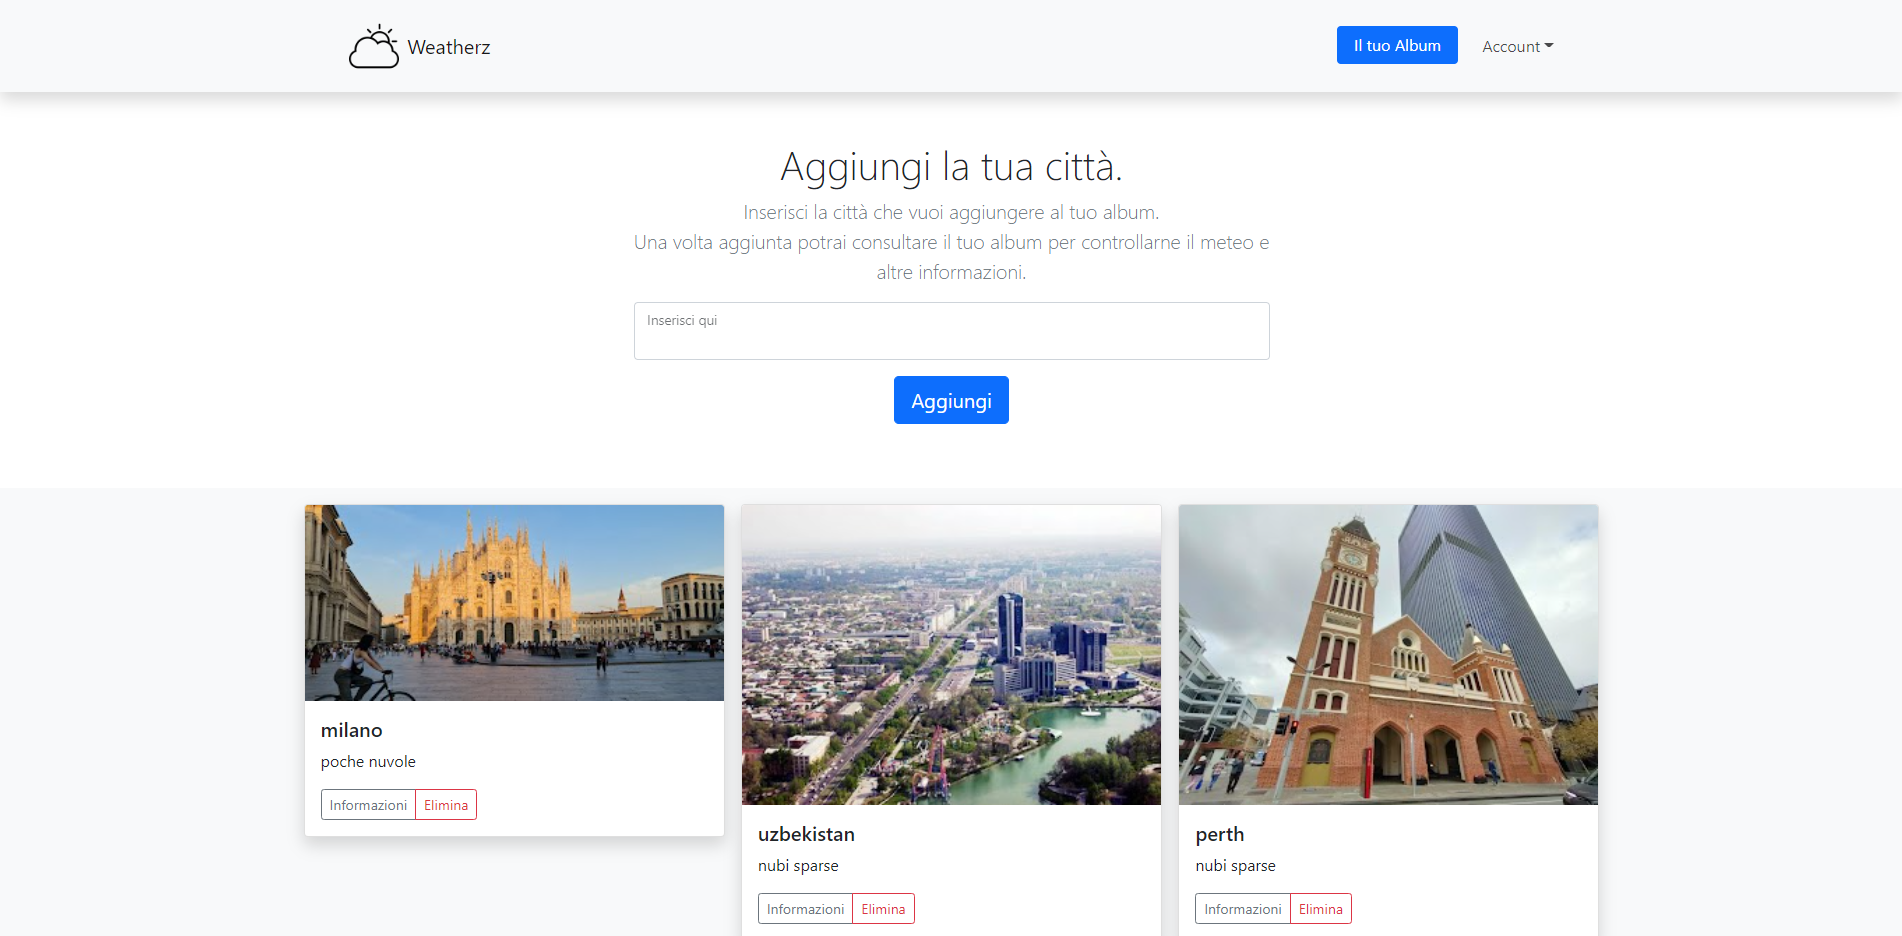 Weatherz
Il tuo Album
Account
Aggiungi la tua città.
Inserisci la città che vuoi aggiungere al tuo album.
Una volta aggiunta potrai consultare il tuo album per controllarne il meteo e
altre informazioni.
Inserisci qui
Aggiungi
milano
poche nuvole
Informazioni Elimina
uzbekistan
nubi sparse
Informazioni Elimina
perth
nubi sparse
Informazioni Elimina